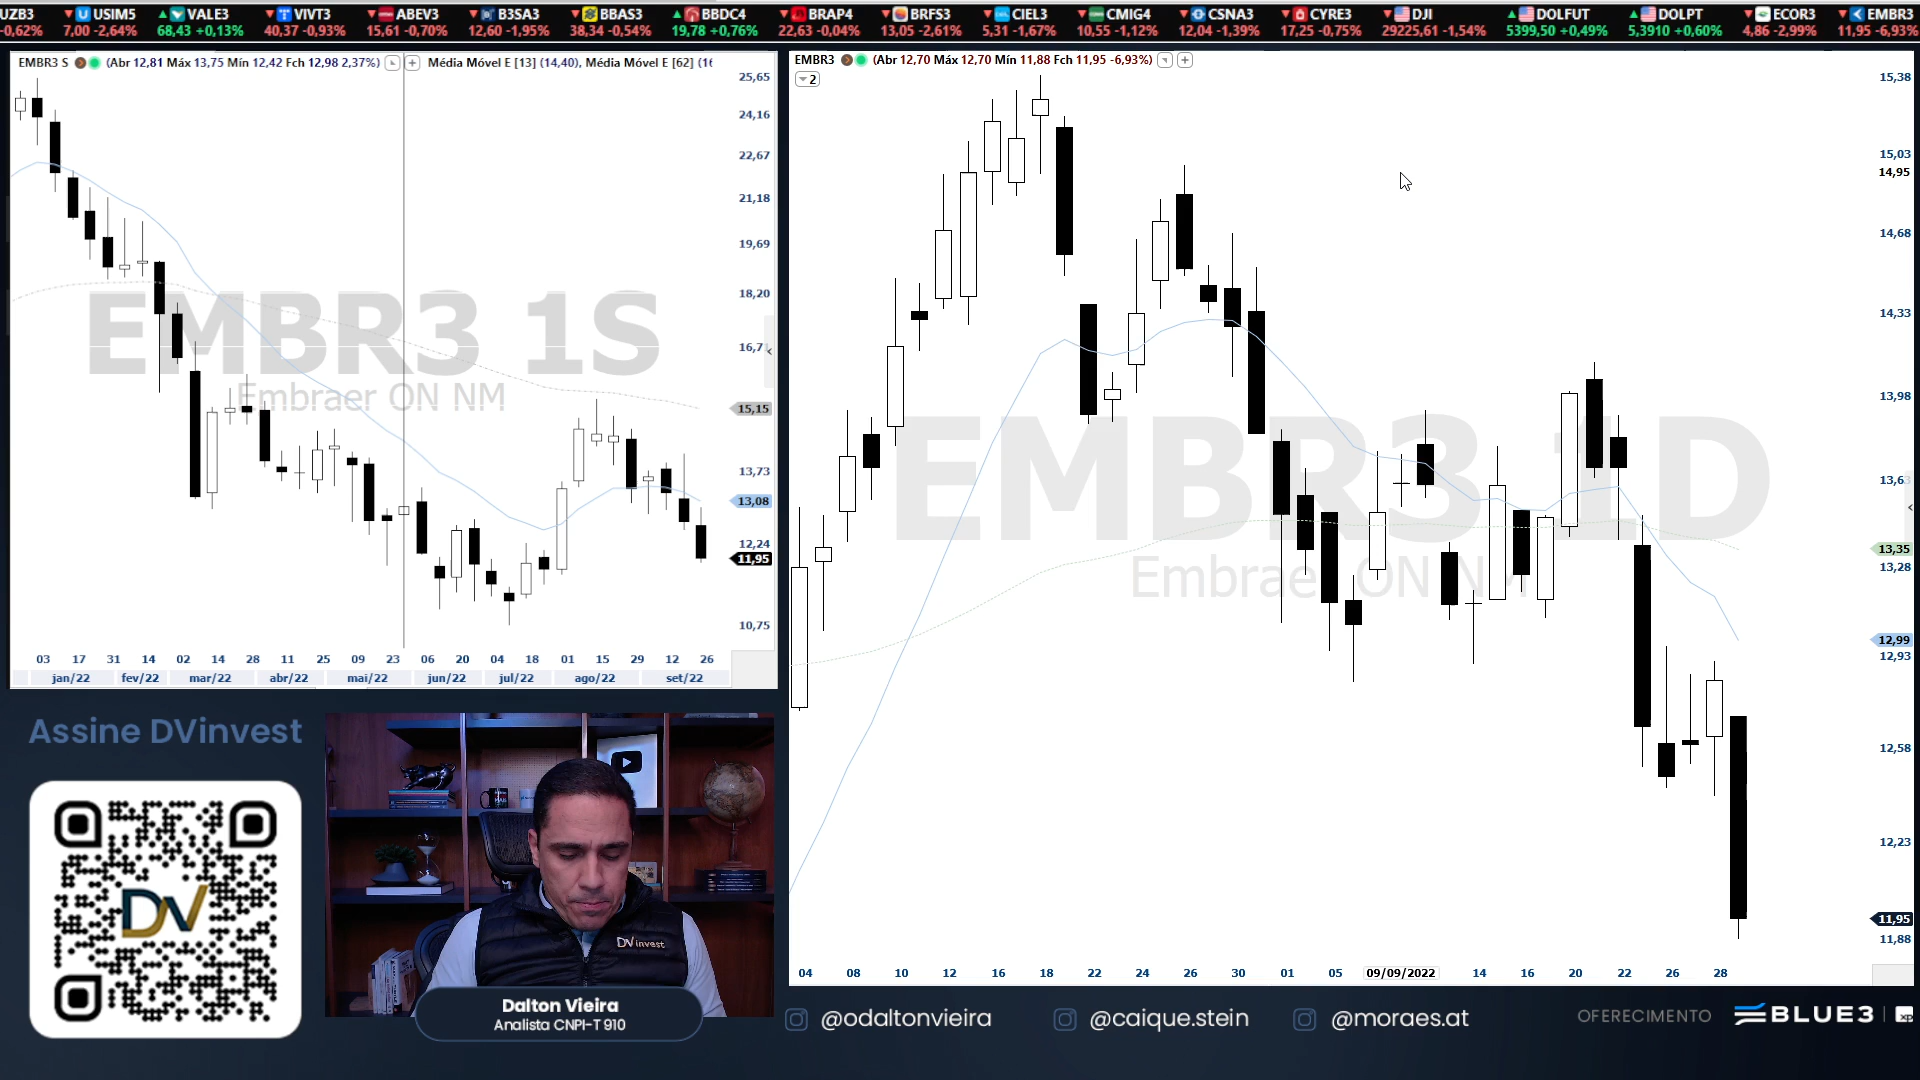 UZB3 USIM5 VALE3 VIVT3 ABEV3 B3SA3 BBAS3 BBDC4 BRAP4 BRFS3 CIEL3 CMIG4 CSNA3 CYRE3 DJI DOLFUT DOLPT ECOR3 EMBR3
-0,62% 7,00 -2,64% 68,43 +0,13% 40,37 -0,93% 15,61 -0,70% 12,60 -1,95% 38,34 -0,54% 19,78 +0,76% 22,63 -0,04% 13,05 -2,61% 5,31 -1,67% 10,55 -1,12% 12,04 -1,39% 17,25 -0,75% 29225,61 -1,54% 5399,50 +0,49% 5,3910 +0,60% 4,86 -2,99% 11,95 -6,93%
EMBR3 S (Abr 12,81 Máx 13,75 Mín 12,42 Fch 12,98 2,37%) Média Móvel E [13] (14,40), Média Móvel E [62] (1
25,65
24,16
22,67
21,18
19,69
18,20
16,7
15,15
13,73
13,08
12,24
11,95
10,75
EMBR3 1S
Embraer ON NM
03 17 31 14 02 14 28 11 25 09 23 06 20 04 18 01 15 29 12 26
jan/22 fev/22 mar/22 abr/22 mai/22 jun/22 jul/22 ago/22 set/22
EMBR3 (Abr 12,70 Máx 12,70 Mín 11,88 Fch 11,95 -6,93%)
2
15,38
15,03
14,95
14,68
14,33
13,98
13,63
13,35
13,28
12,99
12,93
12,58
12,23
11,95
11,88
EMBR3 1D
Embraer ON NM
04 08 10 12 16 18 22 24 26 30 01 05 09/09/2022 14 16 20 22 26 28
Assine DVinvest
DV
DVinvest
Dalton Vieira
Analista CNPI-T 910
@odaltonvieira @caique.stein @moraes.at
OFERECIMENTO BLUE3 xp